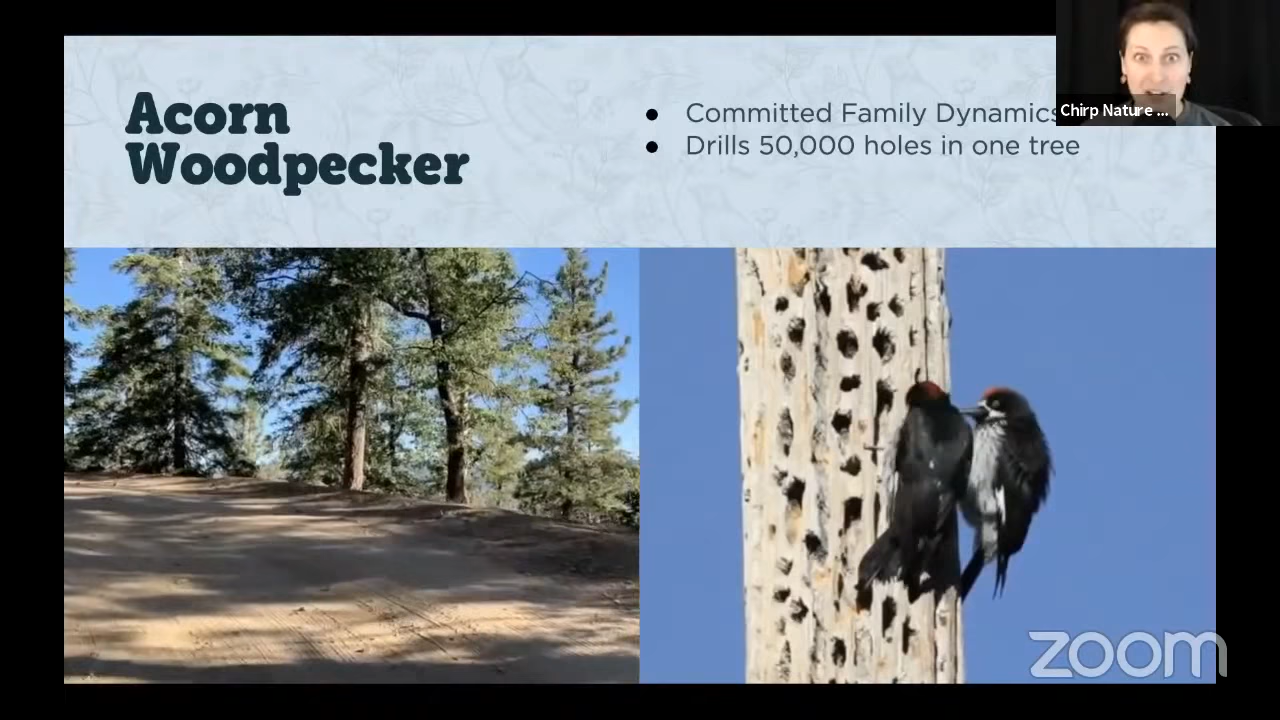 Acorn
Woodpecker
● Committed Family Dynamics
● Drills 50,000 holes in one tree
Chirp Nature ...
zoom